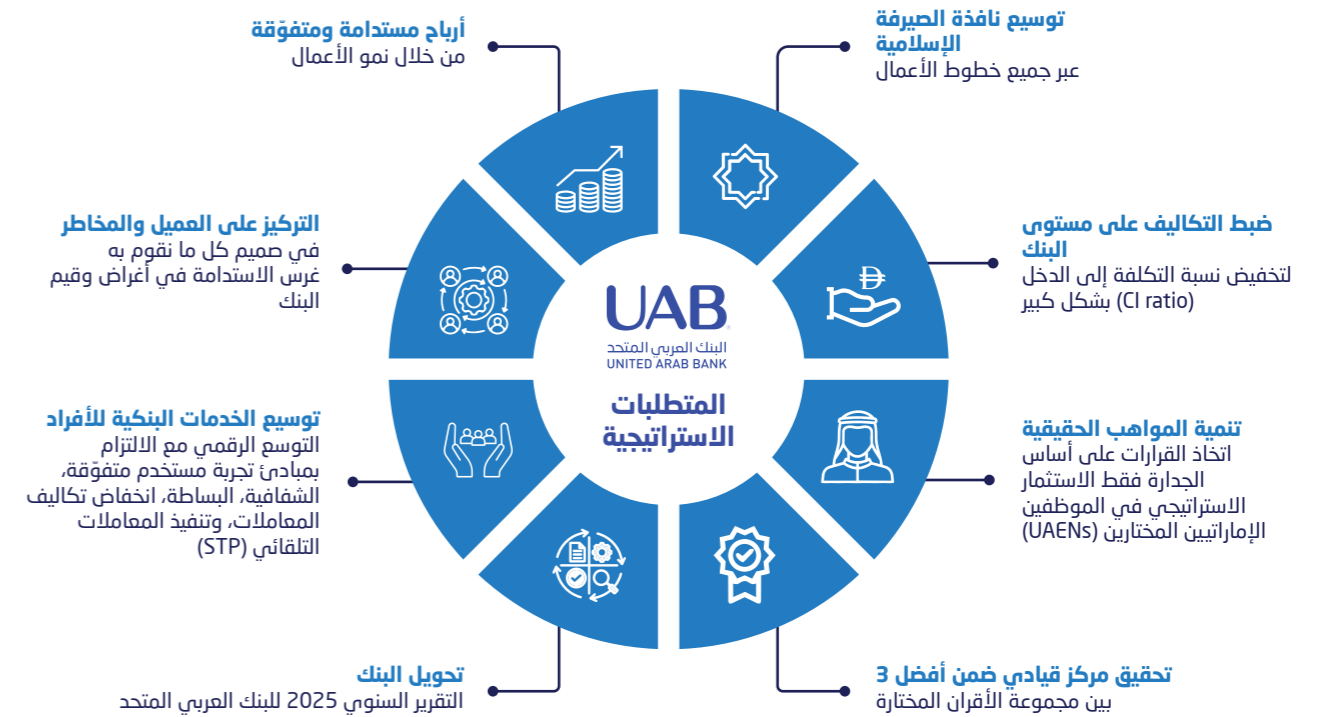 توسيع نافذة الصيرفة
الإسلامية
عبر جميع خطوط الأعمال
ضبط التكاليف على مستوى
البنك
لتخفيض نسبة التكلفة إلى الدخل
(CI ratio) بشكل كبير
تنمية المواهب الحقيقية
اتخاذ القرارات على أساس
الجدارة فقط الاستثمار
الاستراتيجي في الموظفين
الإماراتيين المختارين (UAENs)
تحقيق مركز قيادي ضمن أفضل 3
بين مجموعة الأقران المختارة
أرباح مستدامة ومتفوّقة
من خلال نمو الأعمال
التركيز على العميل والمخاطر
في صميم كل ما نقوم به
غرس الاستدامة في أغراض وقيم
البنك
توسيع الخدمات البنكية للأفراد
التوسع الرقمي مع الالتزام
بمبادئ تجربة مستخدم متفوّقة،
الشفافية، البساطة، انخفاض تكاليف
المعاملات، وتنفيذ المعاملات
التلقائي (STP)
تحويل البنك
التقرير السنوي 2025 للبنك العربي المتحد
UAB
البنك العربي المتحد
UNITED ARAB BANK
المتطلبات
الاستراتيجية